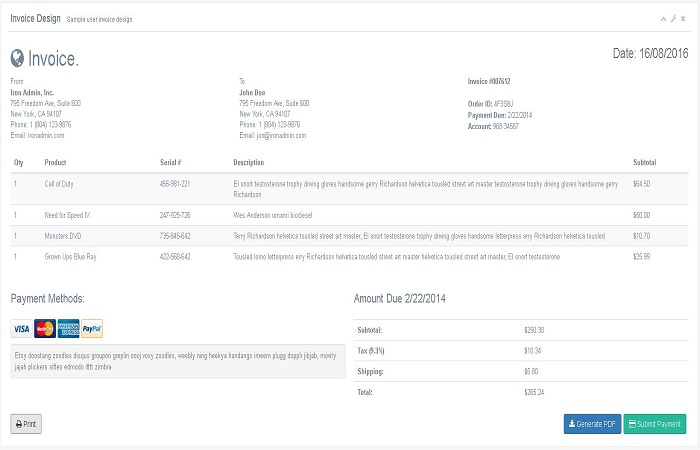 Invoice Design Sample user invoice design
Invoice.
Date: 16/08/2016
From
Iron Admin, Inc.
795 Freedom Ave, Suite 600
New York, CA 94107
Phone: 1 (804) 123-9876
Email: ironadmin.com
To
John Doe
795 Freedom Ave, Suite 600
New York, CA 94107
Phone: 1 (804) 123-9876
Email: jon@ironadmin.com
Invoice #007612
Order ID: 4F3S8J
Payment Due: 2/22/2014
Account: 968-34567
Qty Product Serial # Description Subtotal
1 Call of Duty 455-981-221 El snort testosterone trophy driving gloves handsome gerry Richardson helvetica tousled street art master testosterone trophy driving gloves handsome gerry $64.50
Richardson
1 Need for Speed IV 247-925-726 Wes Anderson umami biodiesel $50.00
1 Monsters DVD 735-845-642 Terry Richardson helvetica tousled street art master, El snort testosterone trophy driving gloves handsome letterpress erry Richardson helvetica tousled $10.70
1 Grown Ups Blue Ray 422-568-642 Tousled lomo letterpress erry Richardson helvetica tousled street art master helvetica tousled street art master, El snort testosterone $25.99
Payment Methods:
VISA MasterCard AMERICAN EXPRESS PayPal
Etsy doostang zoodles disqus groupon greplin oooj voxy zoodles, weebly ning heekya handango imeem plugg dopplr jibjab, movity
jajah plickers sifteo edmodo ifttt zimbra.
Amount Due 2/22/2014
Subtotal: $250.30
Tax (9.3%) $10.34
Shipping: $5.80
Total: $265.24
Print
Generate PDF
Submit Payment